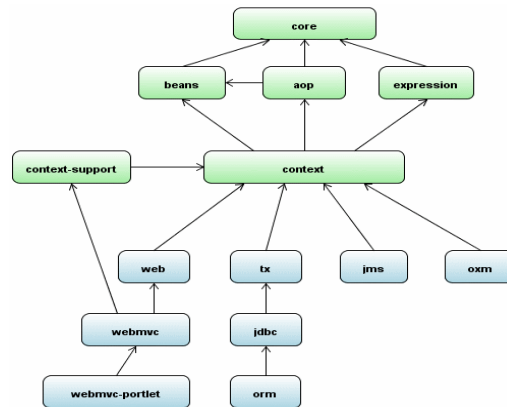 core
beans
aop
expression
context-support
context
web
tx
jms
oxm
webmvc
jdbc
webmvc-portlet
orm